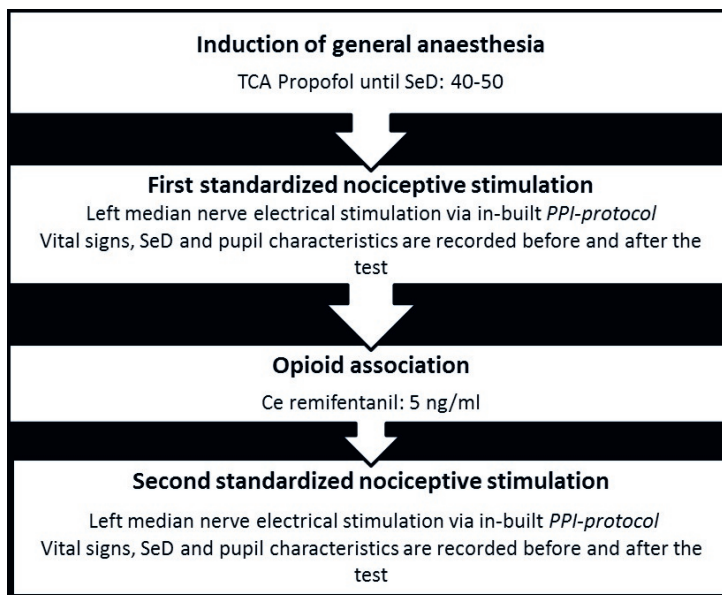 Induction of general anaesthesia
TCA Propofol until SeD: 40-50
First standardized nociceptive stimulation
Left median nerve electrical stimulation via in-built PPI-protocol
Vital signs, SeD and pupil characteristics are recorded before and after the
test
Opioid association
Ce remifentanil: 5 ng/ml
Second standardized nociceptive stimulation
Left median nerve electrical stimulation via in-built PPI-protocol
Vital signs, SeD and pupil characteristics are recorded before and after the
test